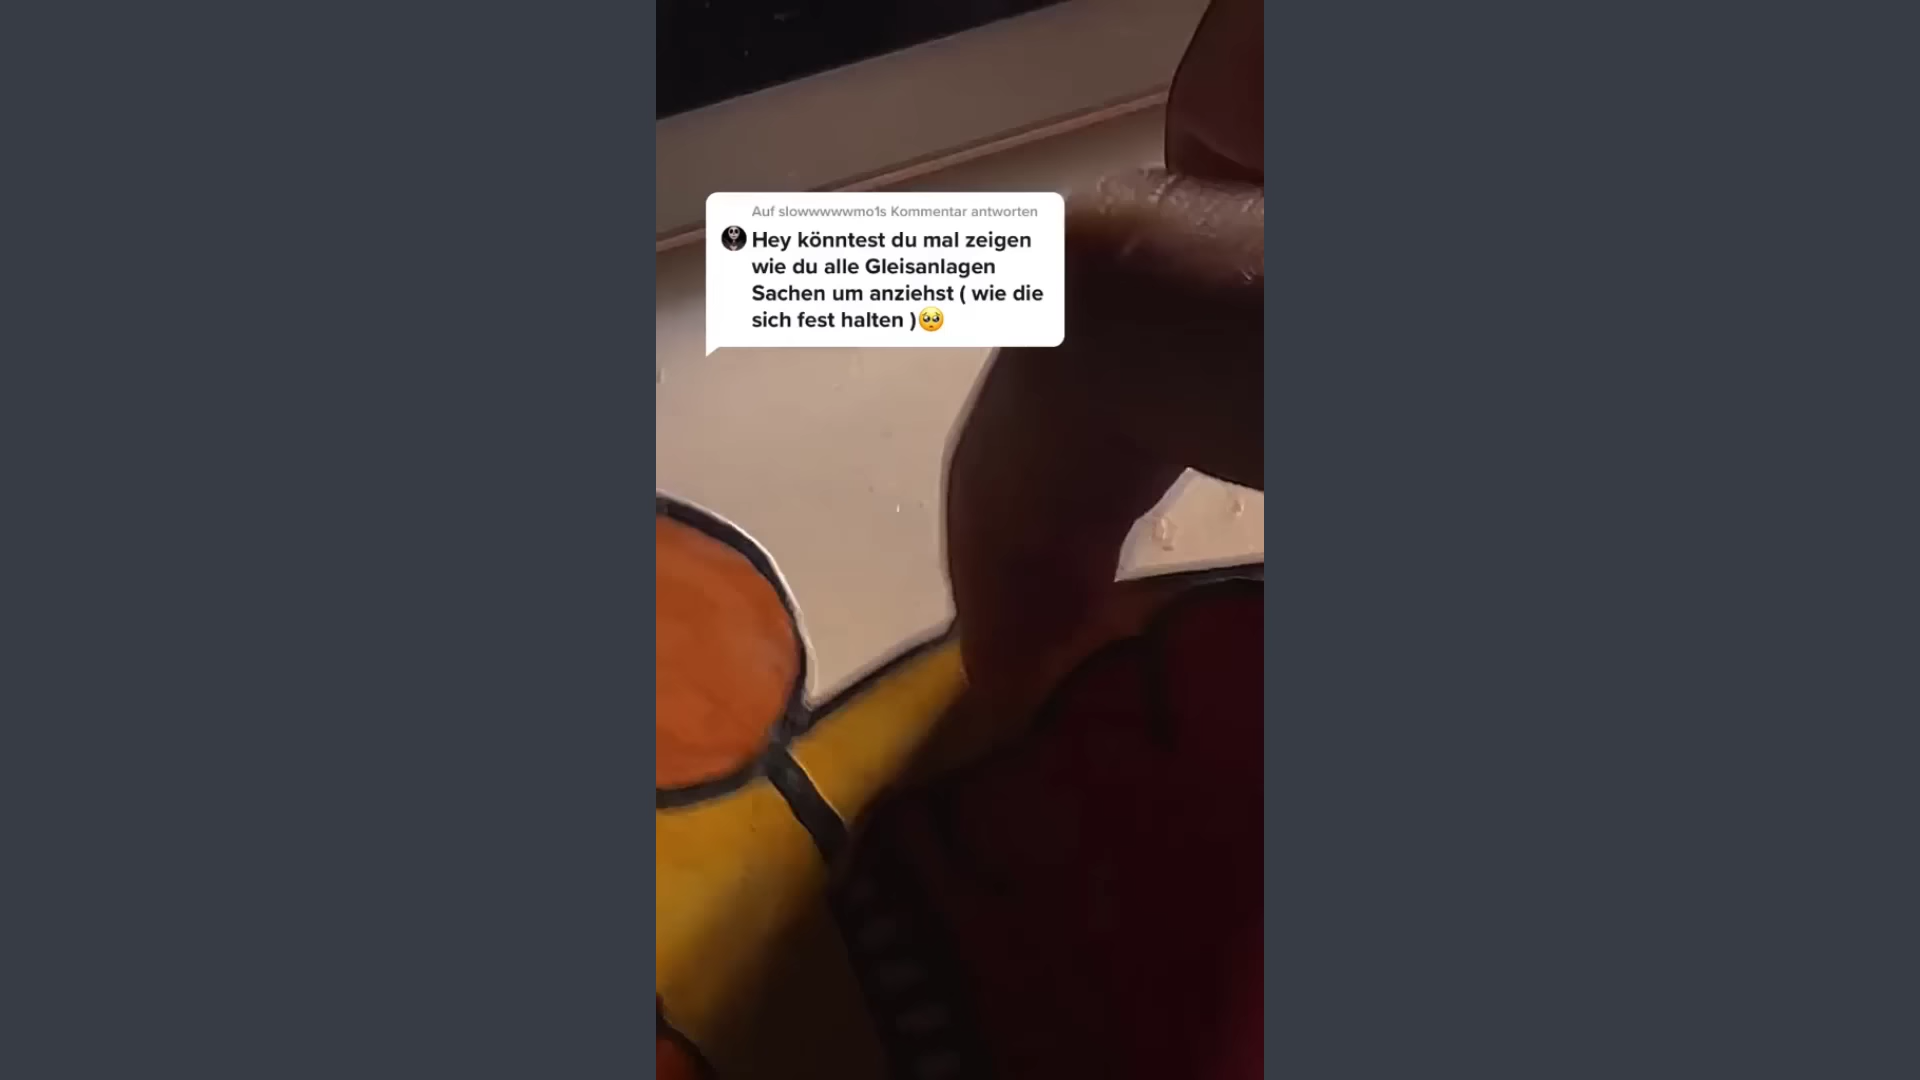 Auf slowwwwwmo1s Kommentar antworten
Hey könntest du mal zeigen
wie du alle Gleisanlagen
Sachen um anziehst ( wie die
sich fest halten )🥺